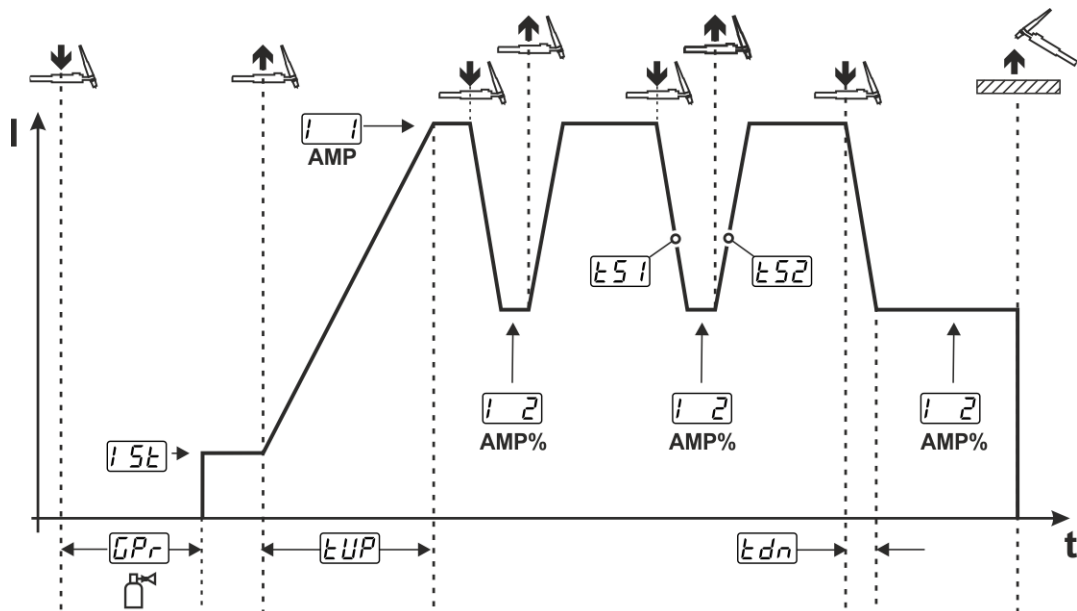 I
I 1
AMP
tS1
tS2
I 2
AMP%
I 2
AMP%
I 2
AMP%
I St
GPr
tUP
tdn
t